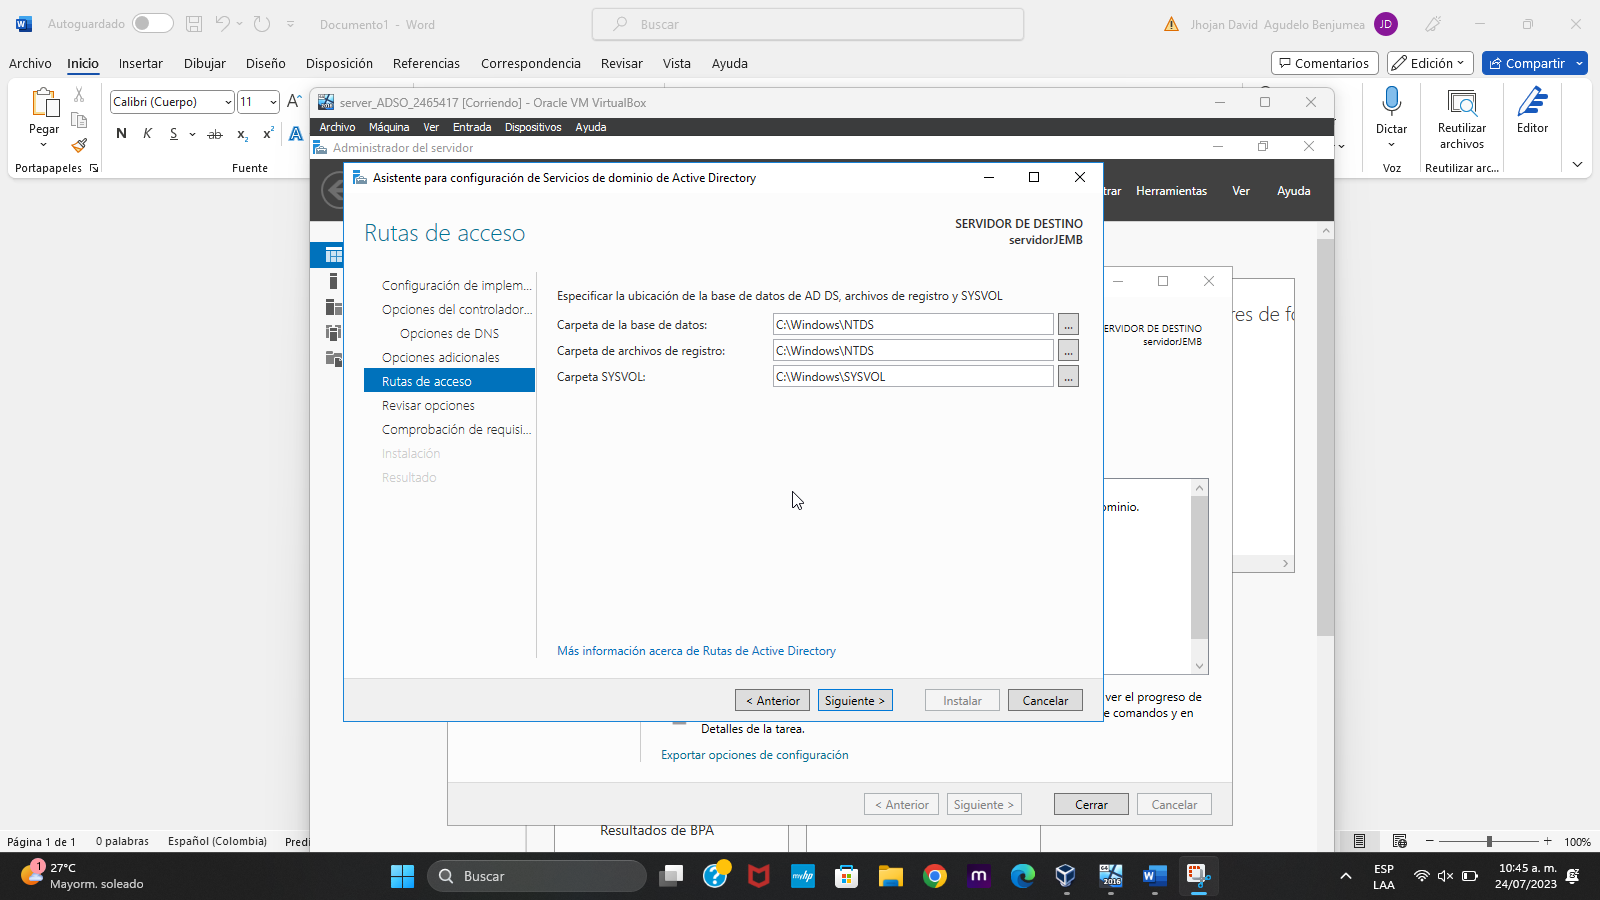 Autoguardado
Documento1 - Word
Buscar
Jhojan David Agudelo Benjumea
JD
Archivo
Inicio
Insertar
Dibujar
Diseño
Disposición
Referencias
Correspondencia
Revisar
Vista
Ayuda
Comentarios
Edición
Compartir
Pegar
Portapapeles
Calibri (Cuerpo)
11
A
N K S ab x₂ x² A
Fuente
Dictar
Voz
Reutilizar
archivos
Reutilizar arc...
Editor
server_ADSO_2465417 [Corriendo] - Oracle VM VirtualBox
Archivo Máquina Ver Entrada Dispositivos Ayuda
Administrador del servidor
trar
Herramientas
Ver
Ayuda
Asistente para configuración de Servicios de dominio de Active Directory
Rutas de acceso
SERVIDOR DE DESTINO
servidorJEMB
Configuración de implem...
Opciones del controlador...
Opciones de DNS
Opciones adicionales
Rutas de acceso
Revisar opciones
Comprobación de requisi...
Instalación
Resultado
Especificar la ubicación de la base de datos de AD DS, archivos de registro y SYSVOL
Carpeta de la base de datos:
C:\Windows\NTDS
...
Carpeta de archivos de registro:
C:\Windows\NTDS
...
Carpeta SYSVOL:
C:\Windows\SYSVOL
...
Más información acerca de Rutas de Active Directory
< Anterior
Siguiente >
Instalar
Cancelar
ERVIDOR DE DESTINO
servidorJEMB
res de fo
ominio.
ver el progreso de
e comandos y en
Detalles de la tarea.
Exportar opciones de configuración
< Anterior
Siguiente >
Cerrar
Cancelar
Resultados de BPA
Página 1 de 1
0 palabras
Español (Colombia)
Predi
100%
1
27°C
Mayorm. soleado
Buscar
myhp
m
2016
ESP
LAA
10:45 a. m.
24/07/2023